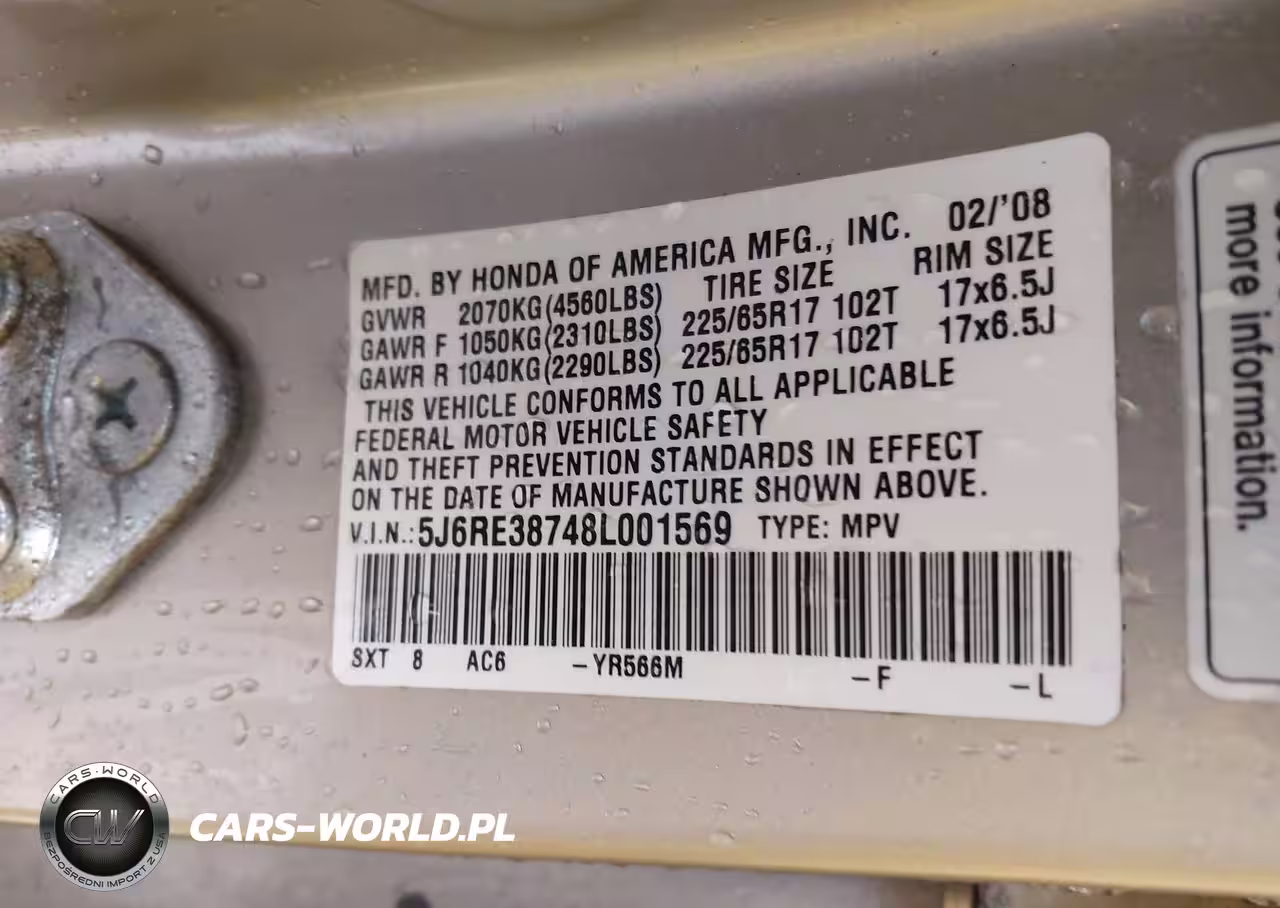 MFD. BY HONDA OF AMERICA MFG., INC. 02/'08
GVWR 2070KG(4560LBS) TIRE SIZE RIM SIZE
GAWR F 1050KG(2310LBS) 225/65R17 102T 17x6.5J
GAWR R 1040KG(2290LBS) 225/65R17 102T 17x6.5J
THIS VEHICLE CONFORMS TO ALL APPLICABLE
FEDERAL MOTOR VEHICLE SAFETY
AND THEFT PREVENTION STANDARDS IN EFFECT
ON THE DATE OF MANUFACTURE SHOWN ABOVE.
V.I.N.: 5J6RE38748L001569 TYPE: MPV
SXT 8 AC6 -YR566M -F -L
more information.
CARS-WORLD
CW
BEZPOŚREDNI IMPORT Z USA
CARS-WORLD.PL